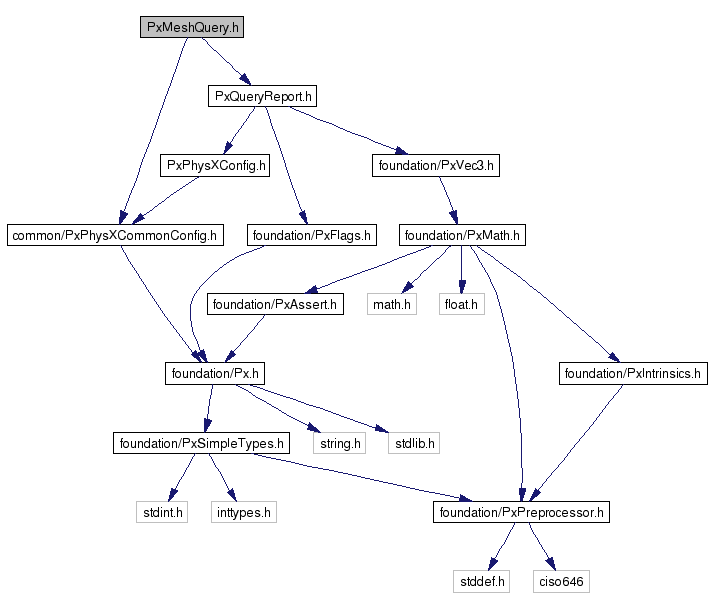 PxMeshQuery.h
PxQueryReport.h
PxPhysXConfig.h
foundation/PxVec3.h
common/PxPhysXCommonConfig.h
foundation/PxFlags.h
foundation/PxMath.h
foundation/PxAssert.h
math.h
float.h
foundation/Px.h
foundation/PxIntrinsics.h
foundation/PxSimpleTypes.h
string.h
stdlib.h
stdint.h
inttypes.h
foundation/PxPreprocessor.h
stddef.h
ciso646